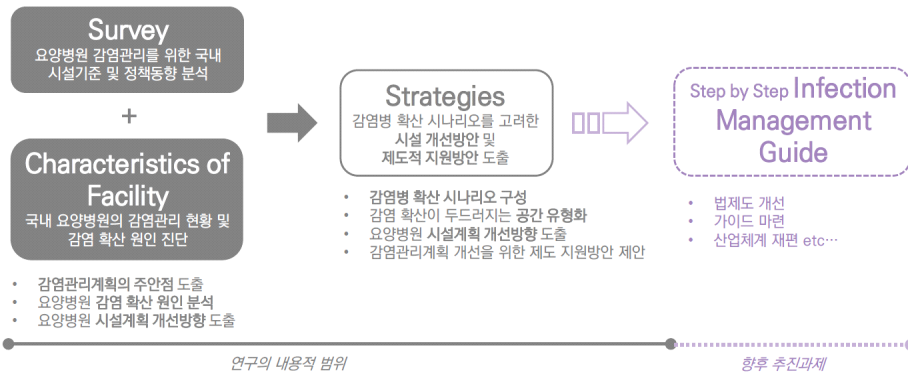 Survey
요양병원 감염관리를 위한 국내
시설기준 및 정책동향 분석
+
Characteristics of
Facility
국내 요양병원의 감염관리 현황 및
감염 확산 원인 진단
• 감염관리계획의 주안점 도출
• 요양병원 감염 확산 원인 분석
• 요양병원 시설계획 개선방향 도출
Strategies
감염병 확산 시나리오를 고려한
시설 개선방안 및
제도적 지원방안 도출
• 감염병 확산 시나리오 구성
• 감염 확산이 두드러지는 공간 유형화
• 요양병원 시설계획 개선방향 도출
• 감염관리계획 개선을 위한 제도 지원방안 제안
Step by Step Infection
Management
Guide
• 법제도 개선
• 가이드 마련
• 산업체계 재편 etc…
연구의 내용적 범위
향후 추진과제